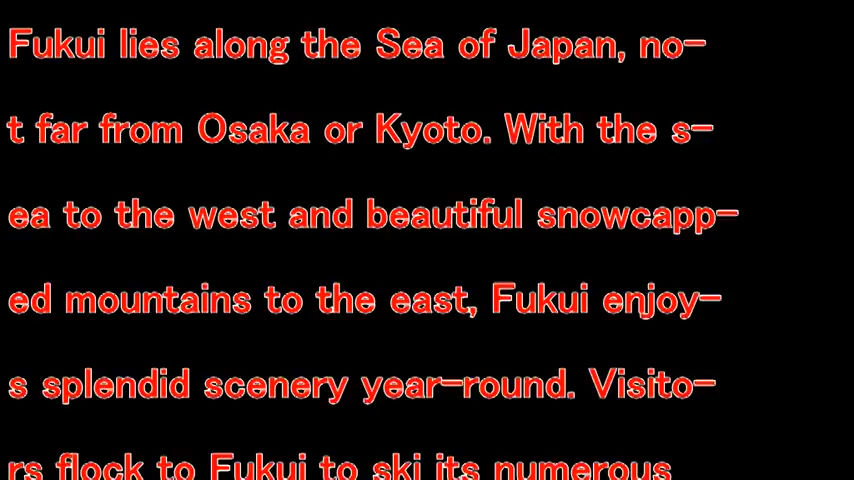 Fukui lies along the Sea of Japan, no-
t far from Osaka or Kyoto. With the s-
ea to the west and beautiful snowcapp-
ed mountains to the east, Fukui enjoy-
s splendid scenery year-round. Visito-
rs flock to Fukui to ski its numerous